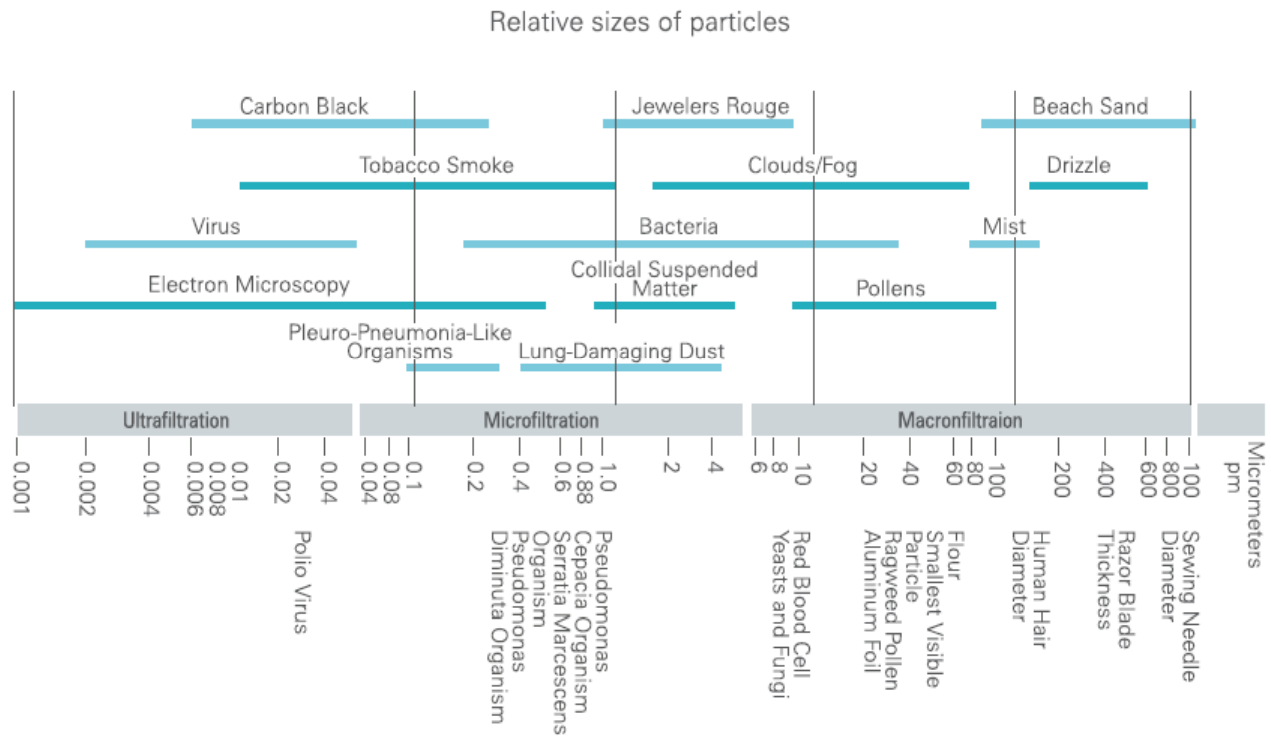 Relative sizes of particles
Carbon Black
Jewelers Rouge
Beach Sand
Tobacco Smoke
Clouds/Fog
Drizzle
Virus
Bacteria
Mist
Electron Microscopy
Collidal Suspended
Matter
Pollens
Pleuro-Pneumonia-Like
Organisms
Lung-Damaging Dust
Ultrafiltration
Microfiltration
Macronfiltraion
0.001
0.002
0.004
0.006
0.008
0.01
0.02
0.04
0.04
0.08
0.1
0.2
0.4
0.6
0.88
1.0
2
4
6
8
10
20
40
60
80
100
200
400
600
800
100
Micrometers
pm
Polio Virus
Pseudomonas
Cepacia Organism
Serratia Marcescens
Organism
Pseudomonas
Diminuta Organism
Red Blood Cell
Yeasts and Fungi
Flour
Smallest Visible
Particle
Ragweed Pollen
Aluminum Foil
Human Hair
Diameter
Razor Blade
Thickness
Sewing Needle
Diameter